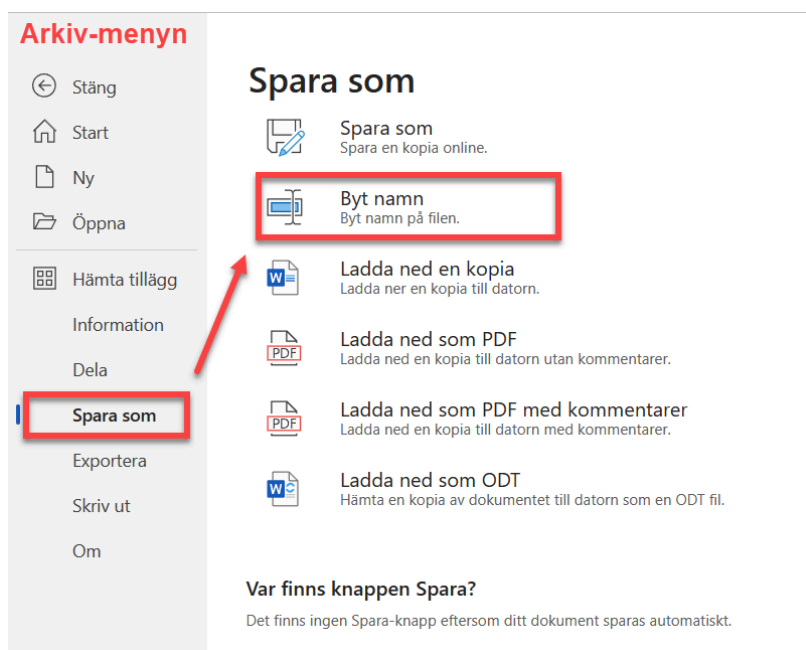 Arkiv-menyn
Stäng
Start
Ny
Öppna
Hämta tillägg
Information
Dela
Spara som
Exportera
Skriv ut
Om
Spara som
Spara som
Spara en kopia online.
Byt namn
Byt namn på filen.
W
Ladda ned en kopia
Ladda ner en kopia till datorn.
PDF
Ladda ned som PDF
Ladda ned en kopia till datorn utan kommentarer.
PDF
Ladda ned som PDF med kommentarer
Ladda ned en kopia till datorn med kommentarer.
W
Ladda ned som ODT
Hämta en kopia av dokumentet till datorn som en ODT fil.
Var finns knappen Spara?
Det finns ingen Spara-knapp eftersom ditt dokument sparas automatiskt.